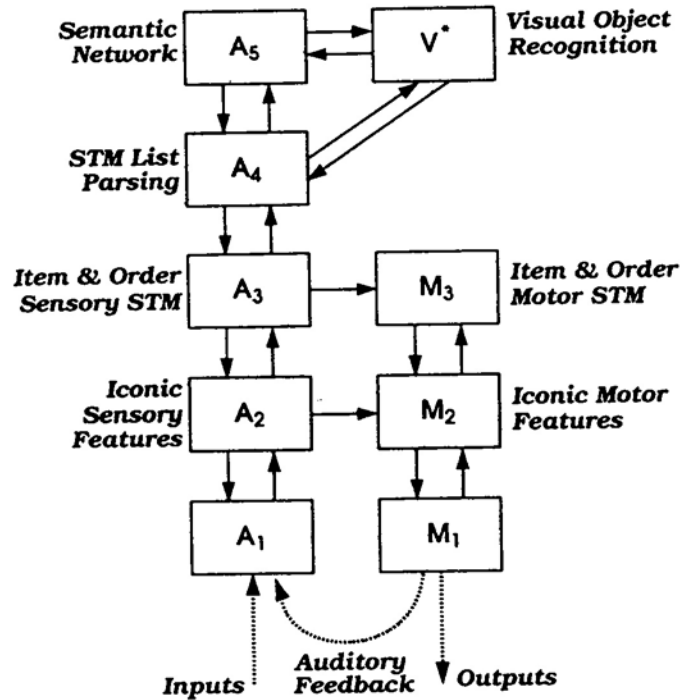 Semantic
Network
A5
V*
Visual Object
Recognition
STM List
Parsing
A4
Item & Order
Sensory STM
A3
M3
Item & Order
Motor STM
Iconic
Sensory
Features
A2
M2
Iconic Motor
Features
A1
M1
Inputs
Auditory
Feedback
Outputs